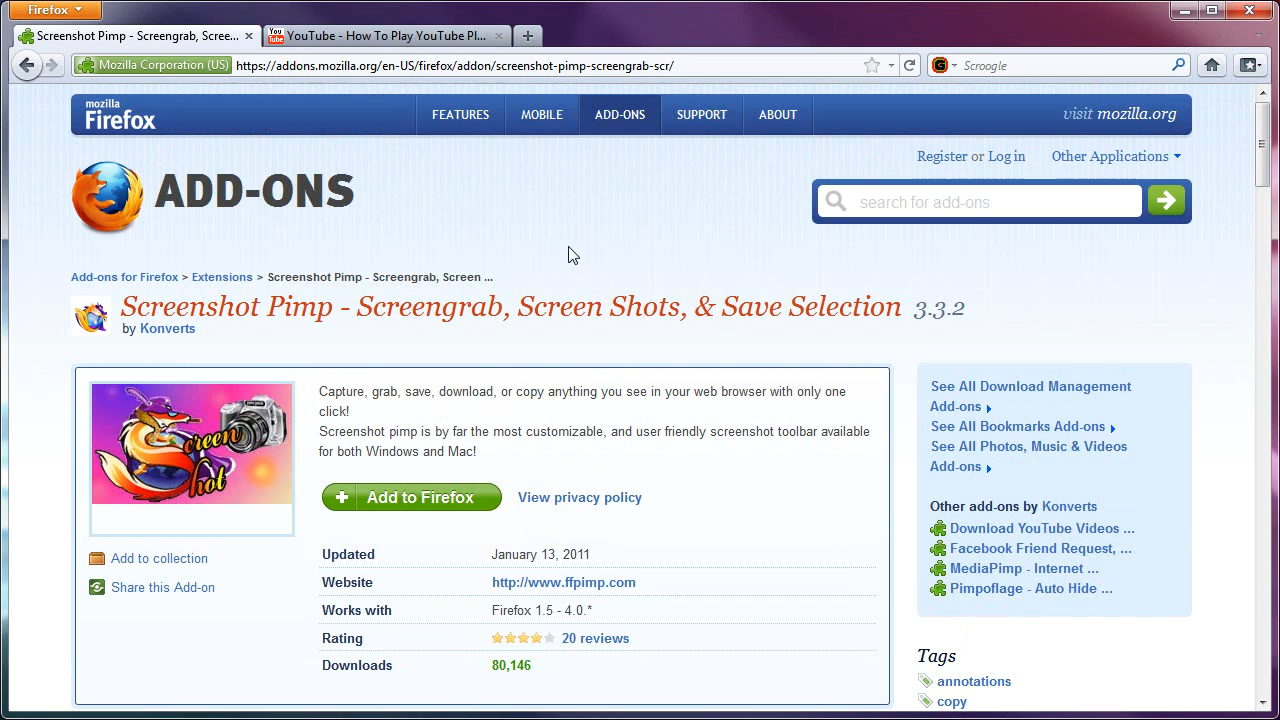 Firefox
Screenshot Pimp - Screengrab, Scree...
YouTube - How To Play YouTube Pl...
Mozilla Corporation (US)
https://addons.mozilla.org/en-US/firefox/addon/screenshot-pimp-screengrab-scr/
Scroogle
mozilla
Firefox
FEATURES
MOBILE
ADD-ONS
SUPPORT
ABOUT
visit mozilla.org
Register or Log in
Other Applications
ADD-ONS
search for add-ons
Add-ons for Firefox > Extensions > Screenshot Pimp - Screengrab, Screen ...
Screenshot Pimp - Screengrab, Screen Shots, & Save Selection 3.3.2
by Konverts
Screen
Shot
Capture, grab, save, download, or copy anything you see in your web browser with only one
click!
Screenshot pimp is by far the most customizable, and user friendly screenshot toolbar available
for both Windows and Mac!
Add to Firefox
View privacy policy
Add to collection
Share this Add-on
Updated January 13, 2011
Website http://www.ffpimp.com
Works with Firefox 1.5 - 4.0.*
Rating 20 reviews
Downloads 80,146
See All Download Management
Add-ons
See All Bookmarks Add-ons
See All Photos, Music & Videos
Add-ons
Other add-ons by Konverts
Download YouTube Videos ...
Facebook Friend Request, ...
MediaPimp - Internet ...
Pimpoflage - Auto Hide ...
Tags
annotations
copy